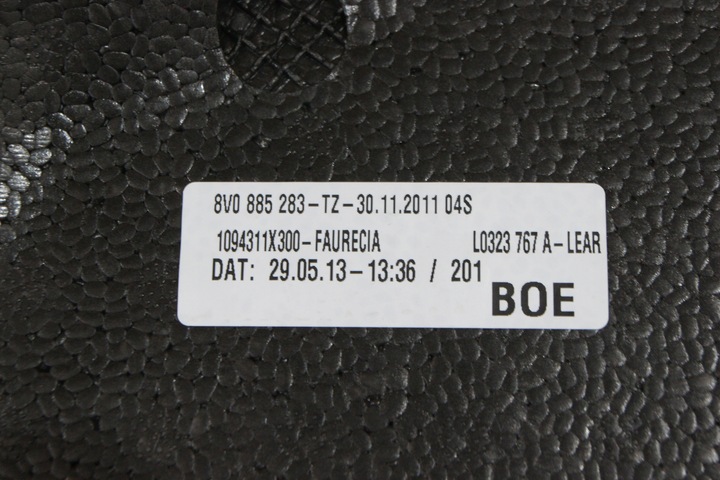 8V0 885 283-TZ-30.11.2011 04S
1094311X300-FAURECIA L0323 767 A-LEAR
DAT: 29.05.13-13:36 / 201
BOE